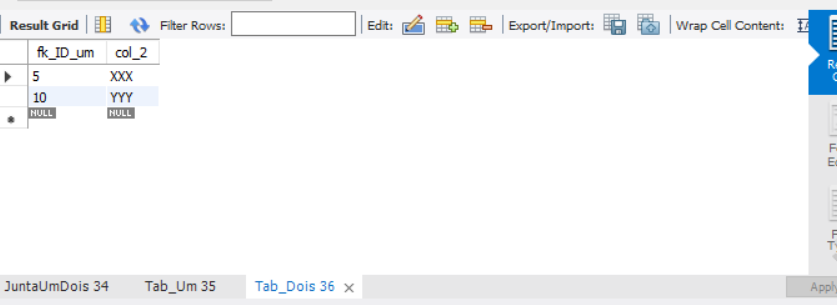 Result Grid Filter Rows: Edit: Export/Import: Wrap Cell Content:
fk_ID_um col_2
5 XXX
10 YYY
NULL NULL
JuntaUmDois 34 Tab_Um 35 Tab_Dois 36 Apply